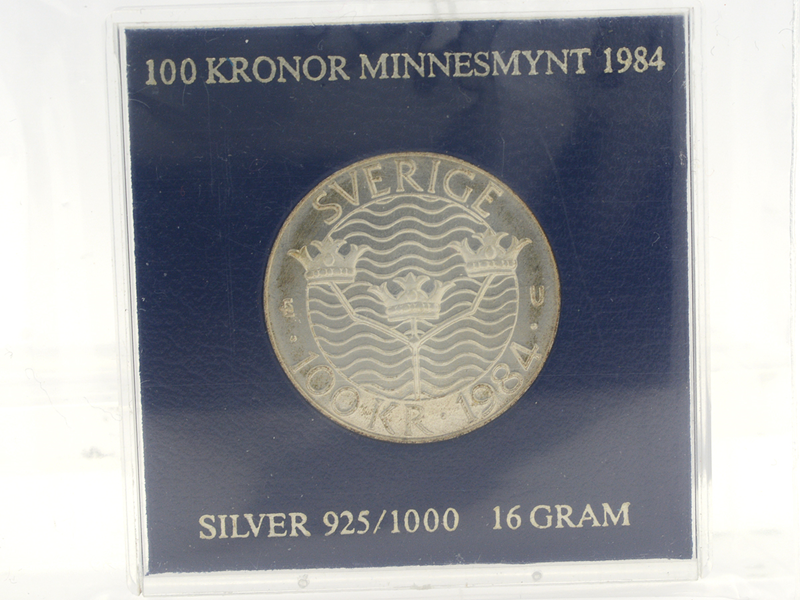 100 KRONOR MINNESMYNT 1984
SVERIGE
U
100 KR · 1984 ·
SILVER 925/1000 16 GRAM